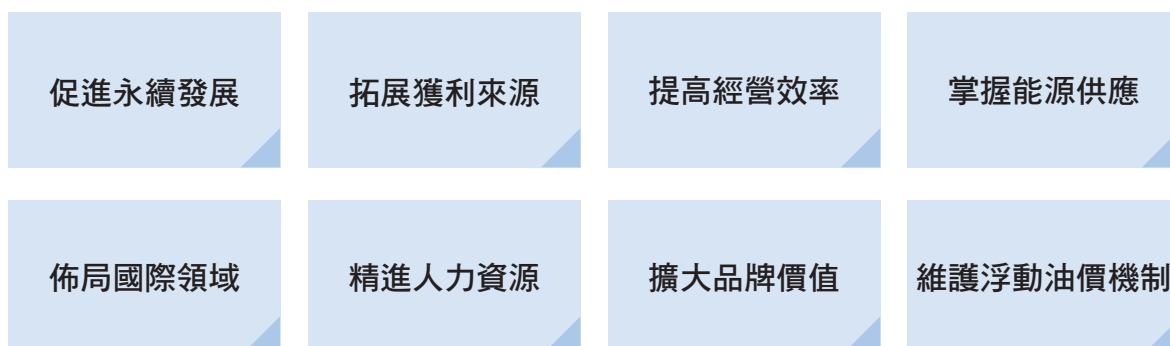 促進永續發展
拓展獲利來源
提高經營效率
掌握能源供應
佈局國際領域
精進人力資源
擴大品牌價值
維護浮動油價機制